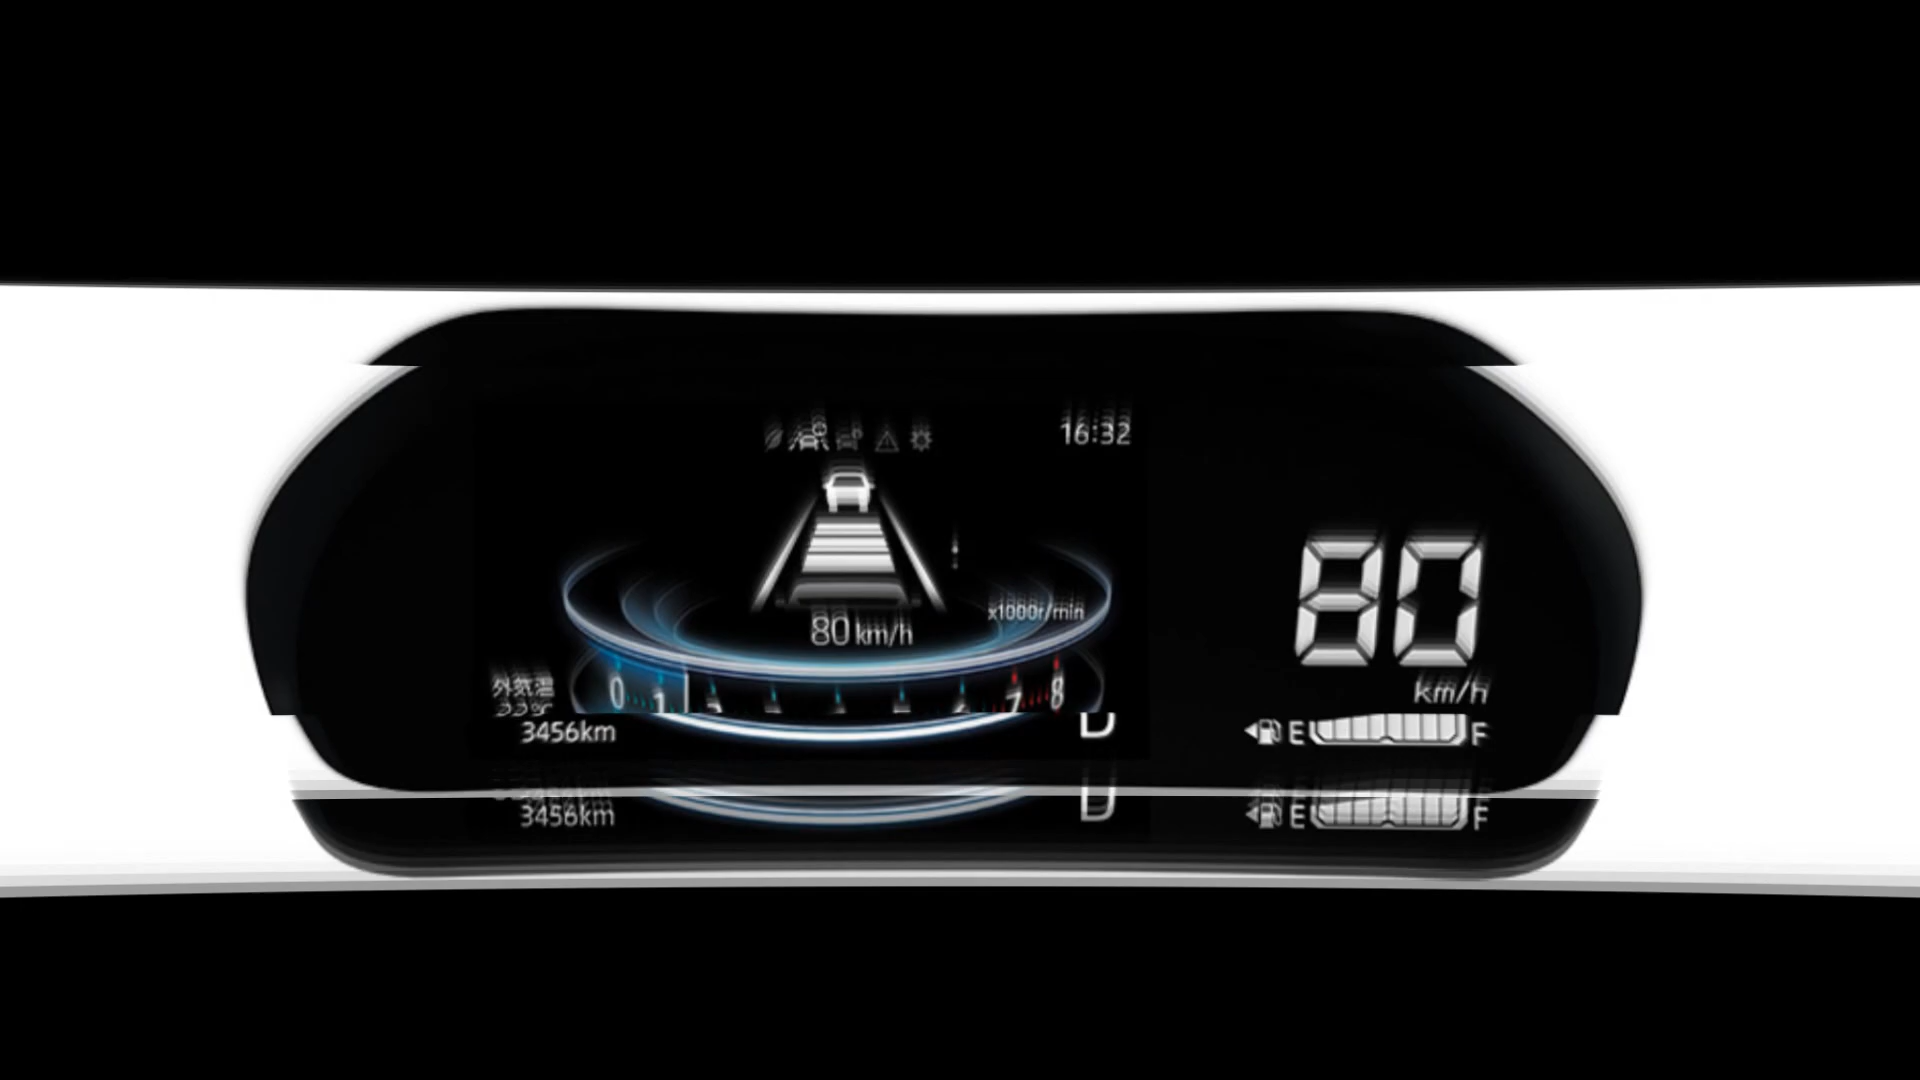 16:32
80
x1000r/min
80 km/h
外気温
0 1 7 8
km/h
3456km
D
E F
3456km
D
E F